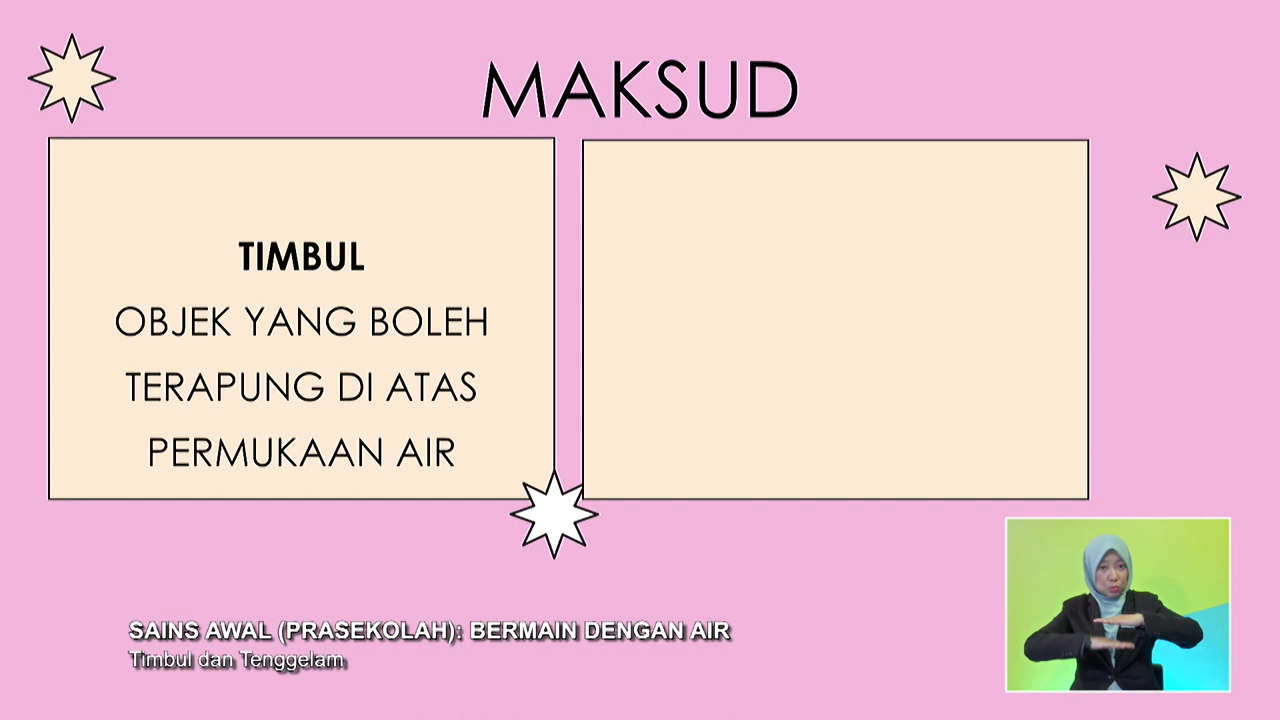 MAKSUD
TIMBUL
OBJEK YANG BOLEH
TERAPUNG DI ATAS
PERMUKAAN AIR
SAINS AWAL (PRASEKOLAH): BERMAIN DENGAN AIR
Timbul dan Tenggelam